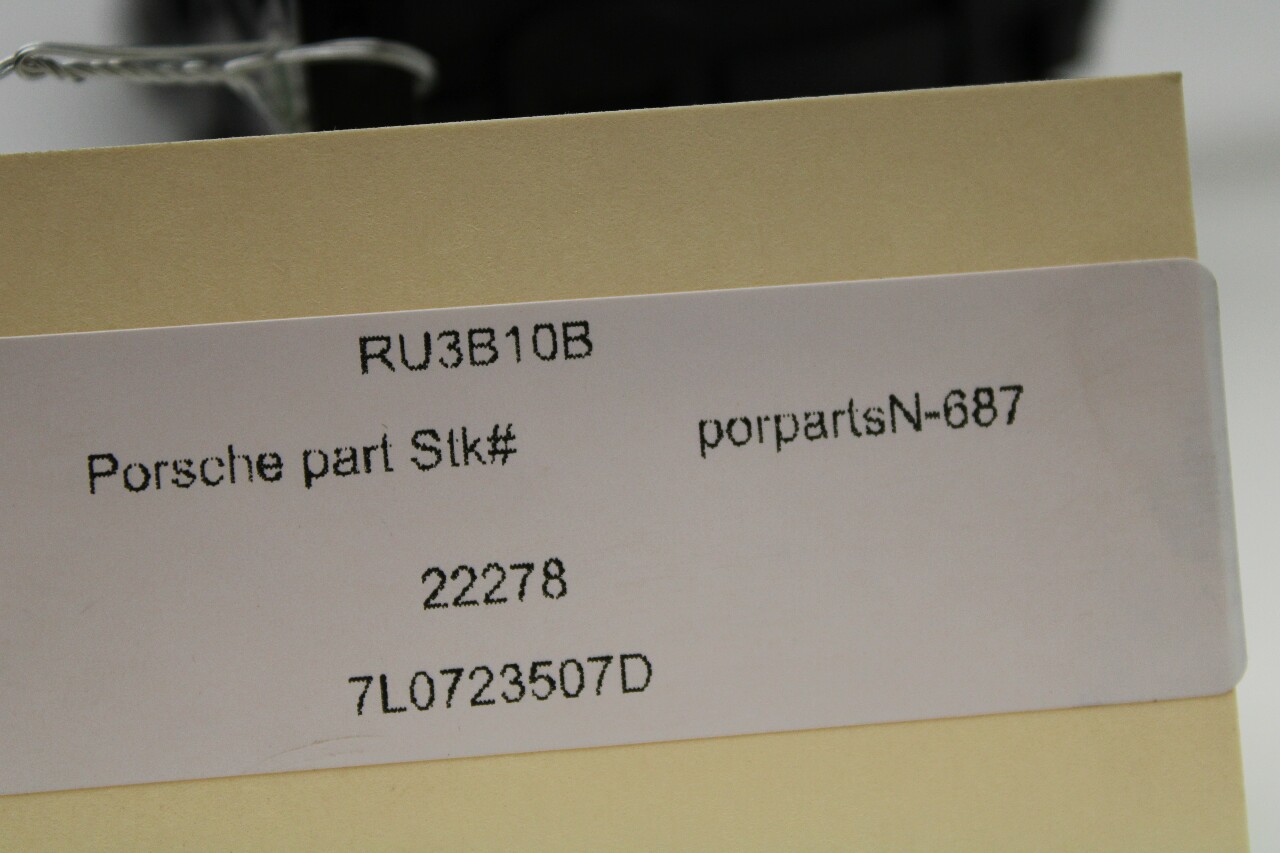 RU3B10B
Porsche part Stk# porpartsN-687
22278
7L0723507D